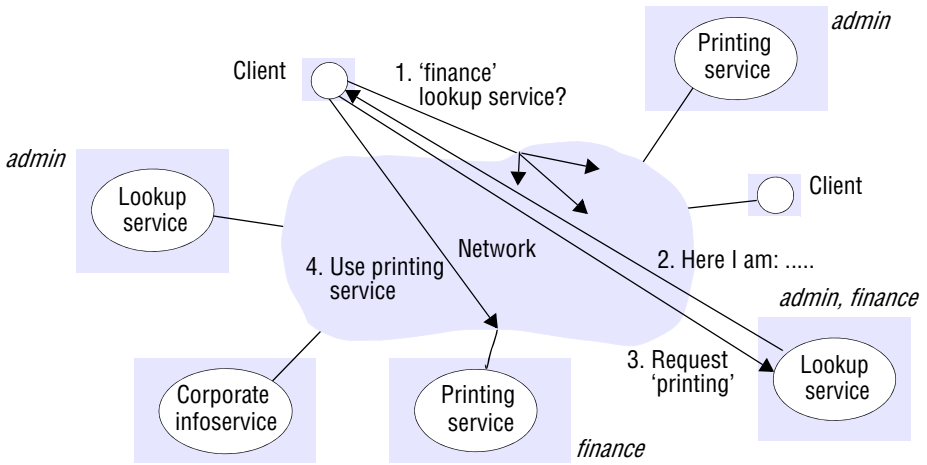 admin
Printing
service
Client
1. ‘finance’
lookup service?
admin
Lookup
service
Client
Network
2. Here I am: .....
4. Use printing
service
admin, finance
3. Request
‘printing’
Lookup
service
Corporate
infoservice
Printing
service
finance